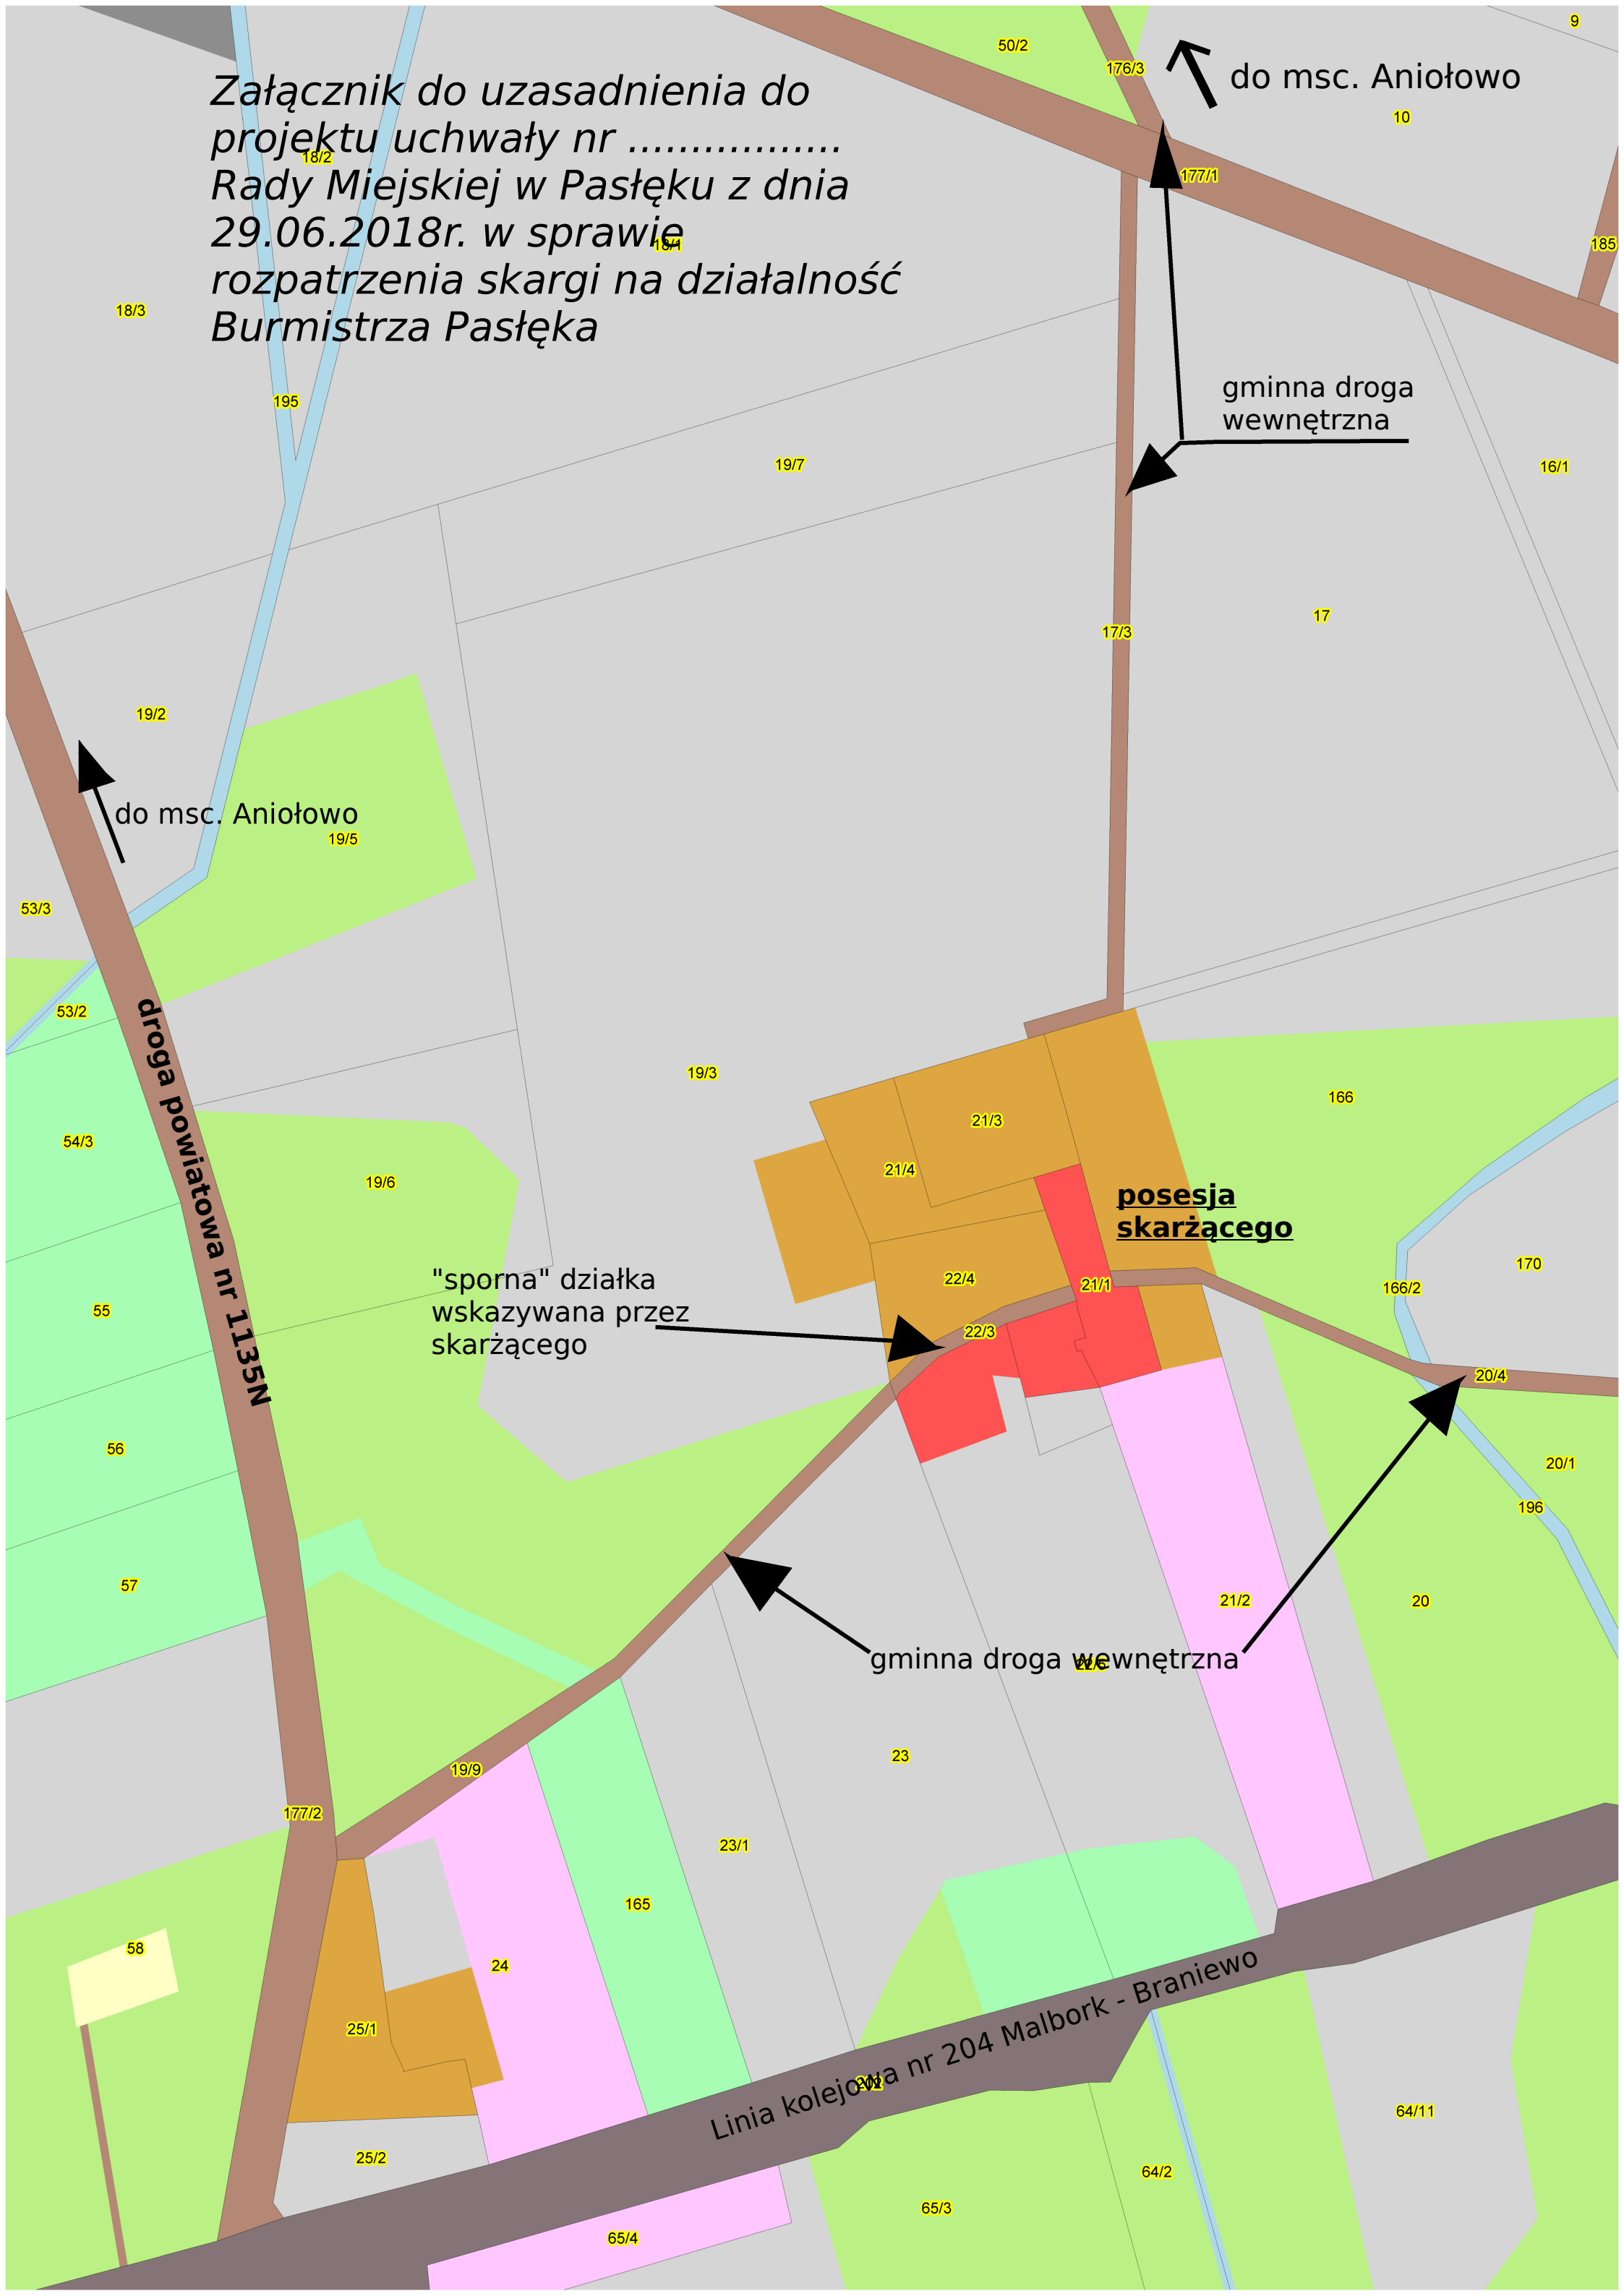 50/2
9
176/3
do msc. Aniołowo
10
Załącznik do uzasadnienia do
projektu uchwały nr .................
Rady Miejskiej w Pasłęku z dnia
29.06.2018r. w sprawie
rozpatrzenia skargi na działalność
Burmistrza Pasłęka
18/2
177/1
18/1
185
18/3
195
gminna droga
wewnętrzna
19/7
16/1
17
17/3
19/2
do msc. Aniołowo
19/5
53/3
53/2
droga powiatowa nr 1135N
19/3
166
21/3
54/3
21/4
19/6
posesja
skarżącego
170
"sporna" działka
wskazywana przez
skarżącego
22/4
21/1
166/2
55
22/3
20/4
56
20/1
196
57
21/2
20
gminna droga wewnętrzna
22/6
23
19/9
177/2
23/1
165
58
24
25/1
Linia kolejowa nr 204 Malbork - Braniewo
64/11
25/2
64/2
65/3
65/4